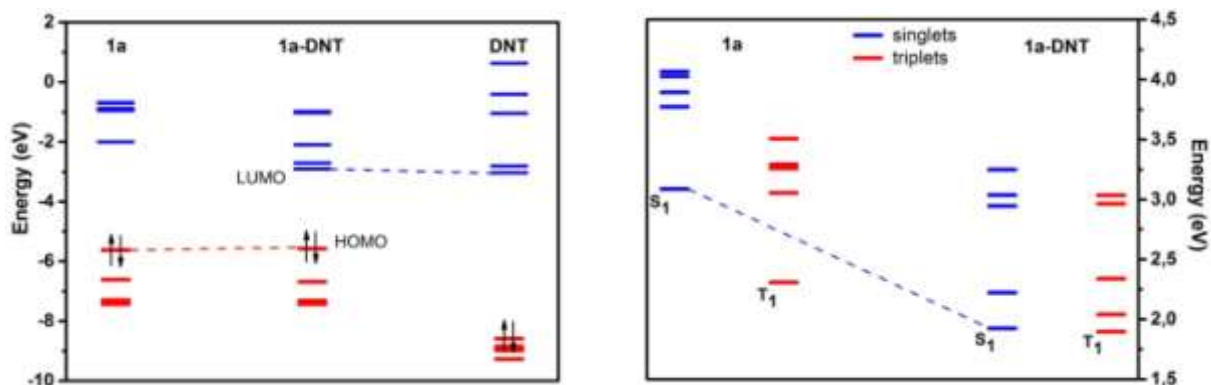 2
0
-2
-4
-6
-8
-10
Energy (eV)
1a
1a-DNT
DNT
LUMO
HOMO
singlets
triplets
1a
1a-DNT
S1
T1
S1
T1
4,5
4,0
3,5
3,0
2,5
2,0
1,5
Energy (eV)